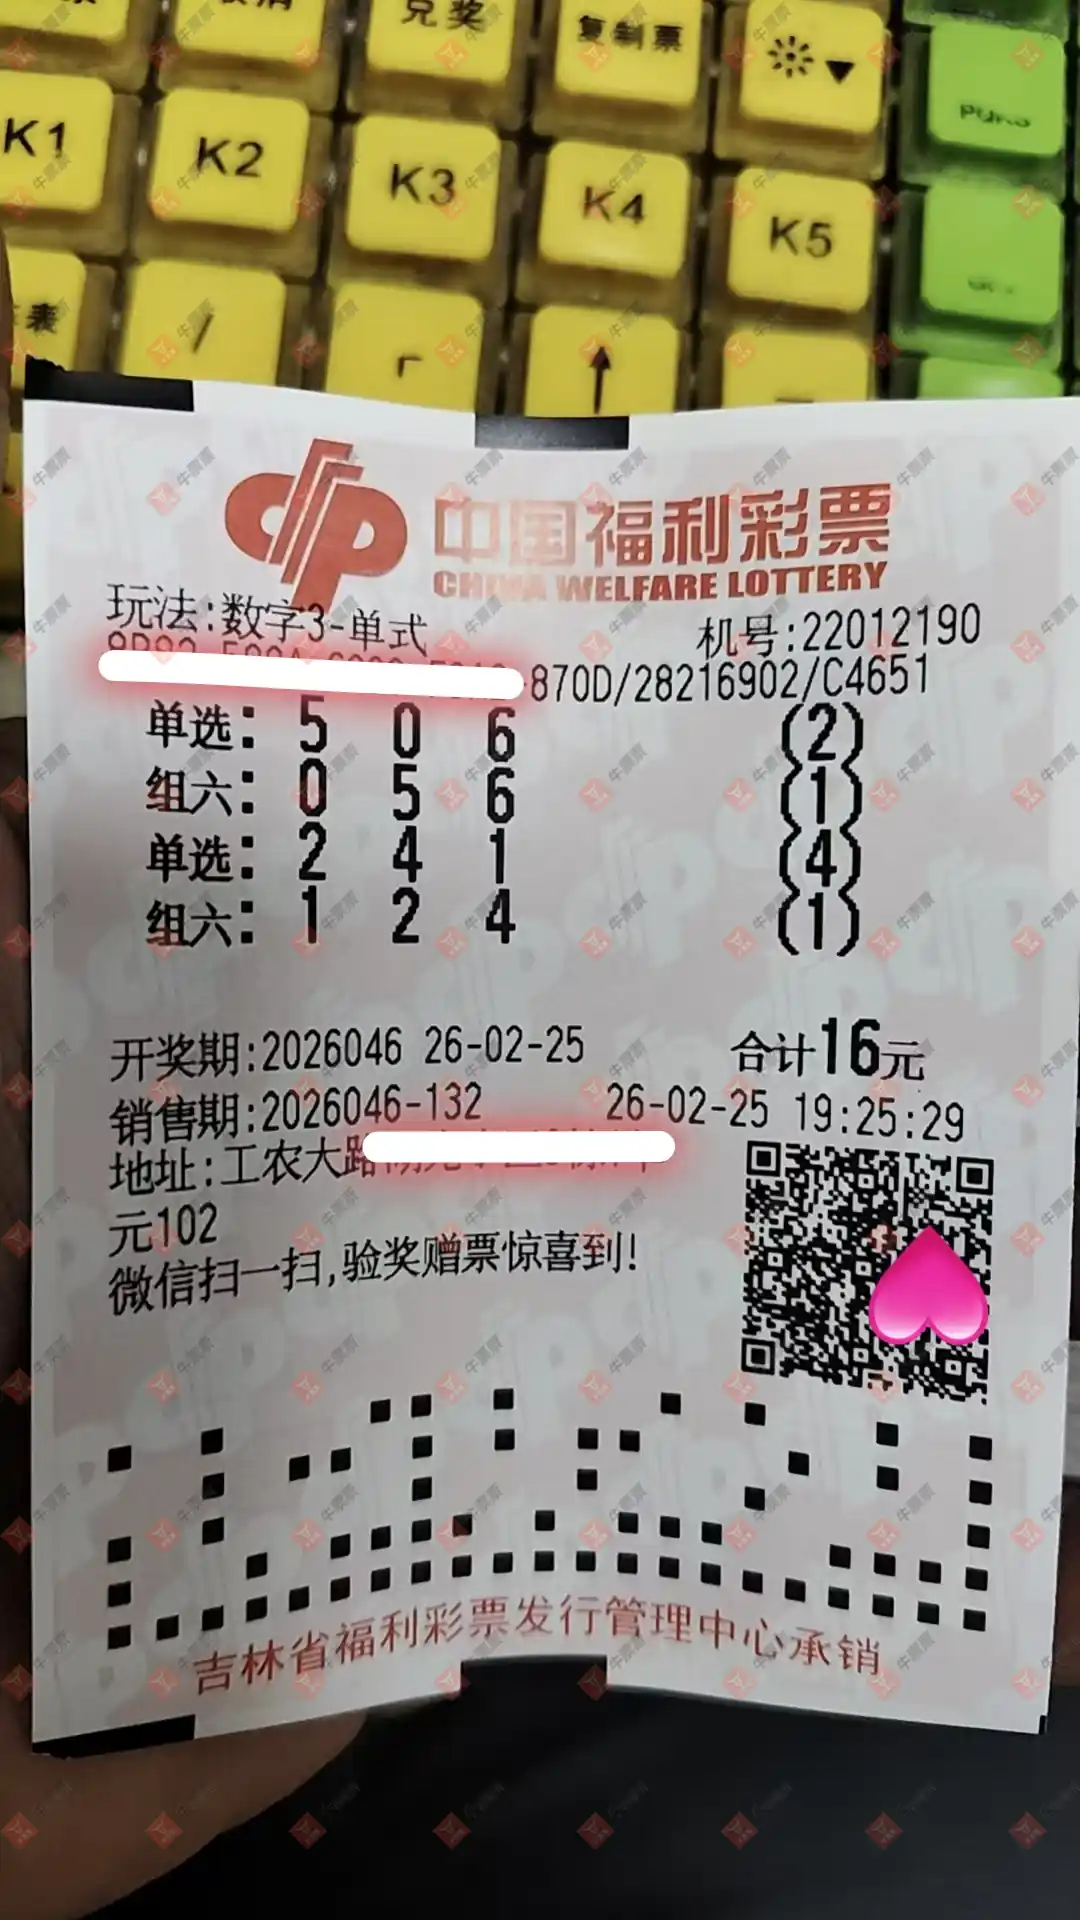 兑奖
复制票
K1
K2
K3
K4
K5
表
/
中国福利彩票
CHINA WELFARE LOTTERY
玩法:数字3-单式
机号:22012190
-870D/28216902/C4651
单选: 5 0 6 (2)
组六: 0 5 6 (1)
单选: 2 4 1 (4)
组六: 1 2 4 (1)
开奖期:2026046 26-02-25 合计16元
销售期:2026046-132 26-02-25 19:25:29
地址:工农大路
元102
微信扫一扫,验奖赠票惊喜到!
吉林省福利彩票发行管理中心承销
牛票票